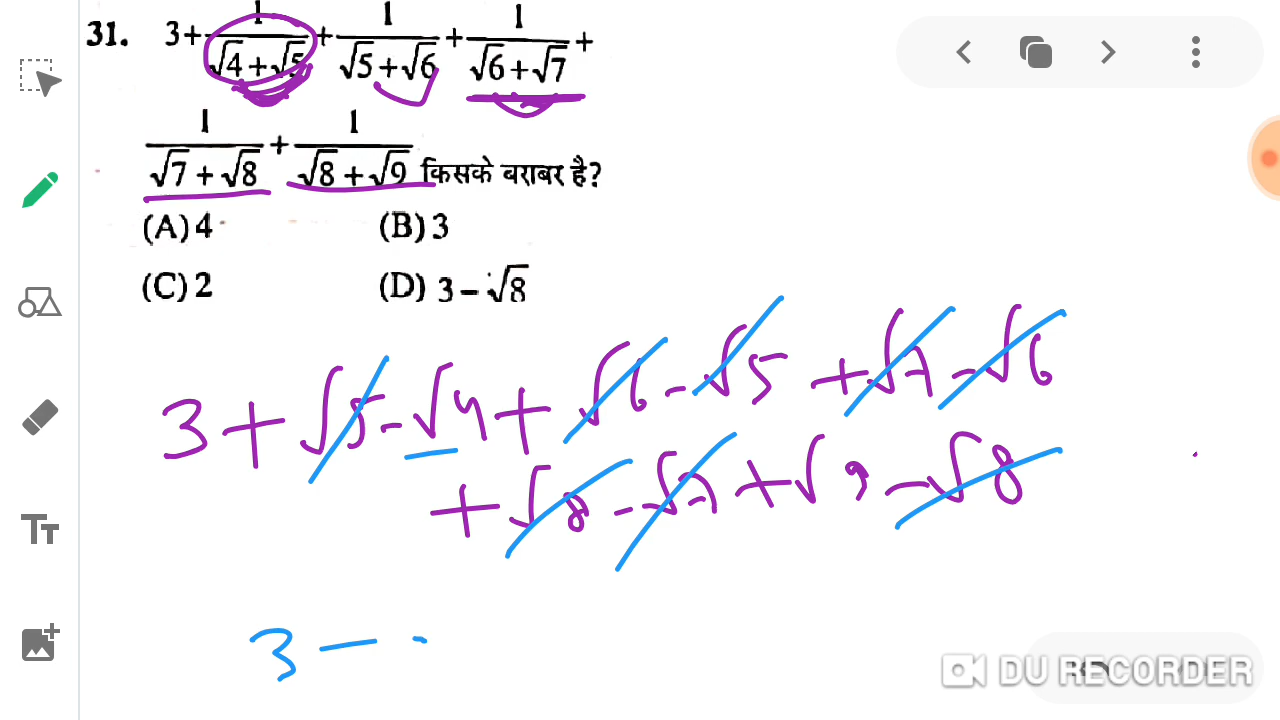 31. 3+ 1/(√4+√5) + 1/(√5+√6) + 1/(√6+√7) +
1/(√7+√8) + 1/(√8+√9) किसके बराबर है?
(A) 4 (B) 3
(C) 2 (D) 3-√8
3 + √5 - √4 + √6 - √5 + √7 - √6
+ √8 - √7 + √9 - √8
3 -
Tт
DU RECORDER